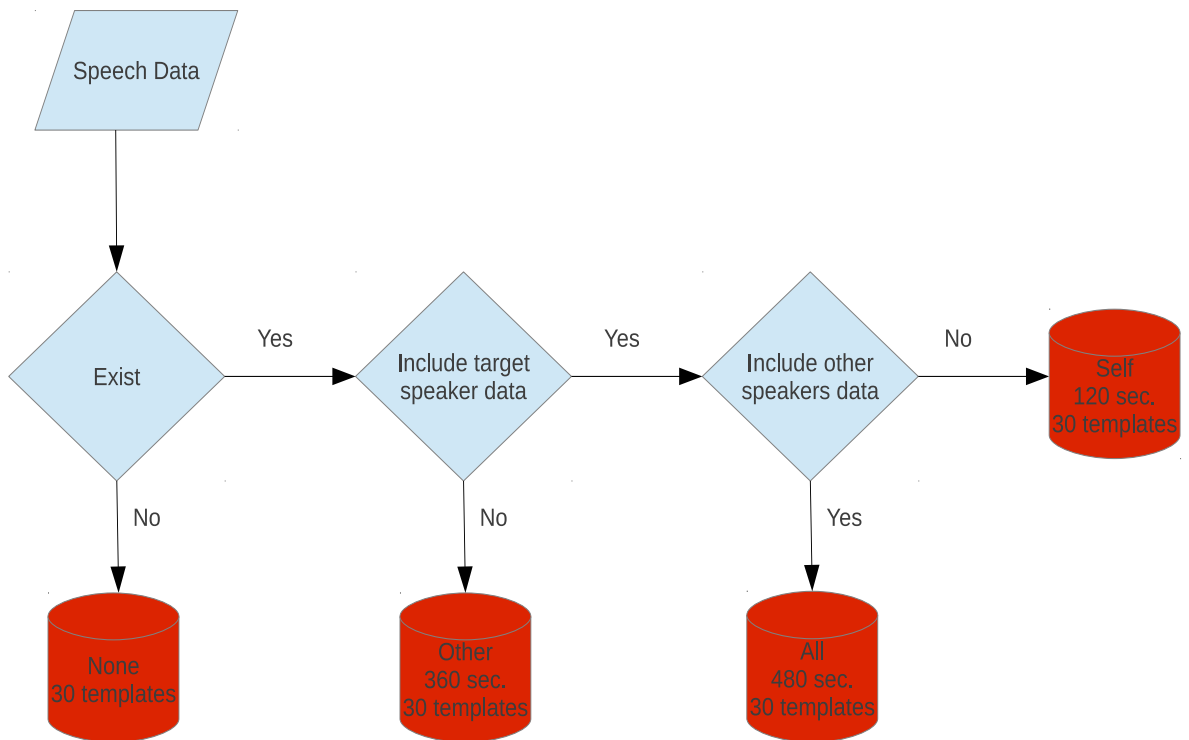 Speech Data
Exist
Yes
Include target
speaker data
Yes
Include other
speakers data
No
Self
120 sec.
30 templates
No
No
Yes
None
30 templates
Other
360 sec.
30 templates
All
480 sec.
30 templates